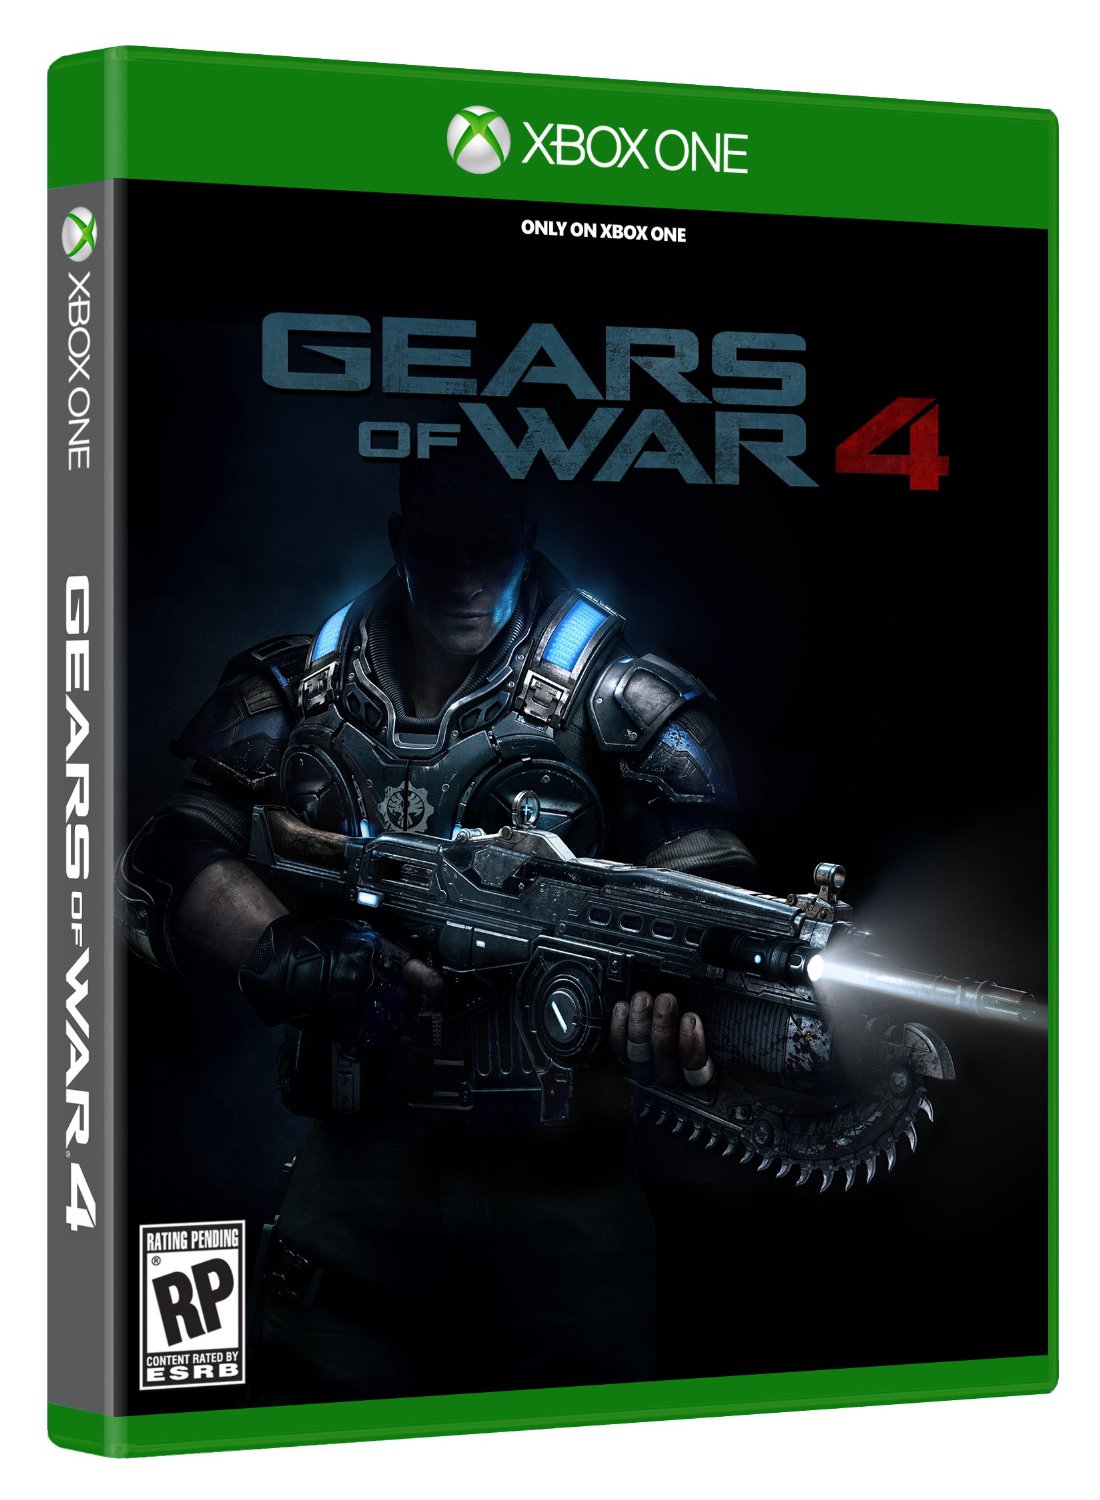 XBOX ONE
ONLY ON XBOX ONE
GEARS
OF WAR 4
XBOX ONE
GEARS OF WAR® 4
RATING PENDING
RP®
CONTENT RATED BY
ESRB